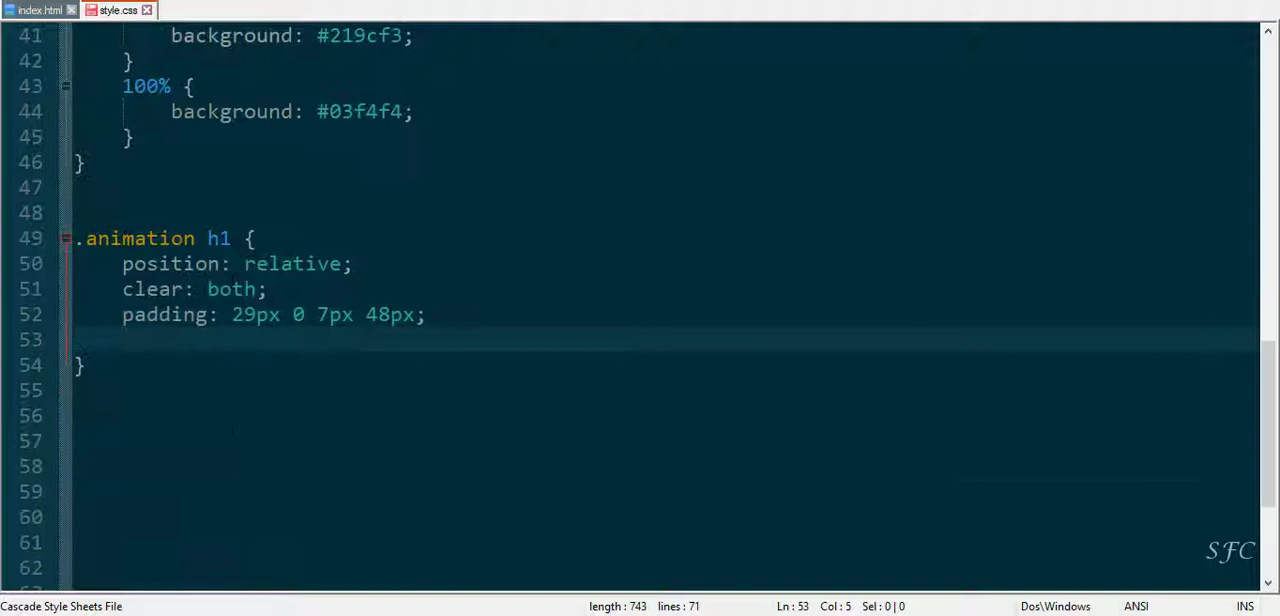 index.html style.css
41 background: #219cf3;
42 }
43 100% {
44 background: #03f4f4;
45 }
46 }
47
48
49 .animation h1 {
50 position: relative;
51 clear: both;
52 padding: 29px 0 7px 48px;
53
54 }
55
56
57
58
59
60
61
62
SFC
Cascade Style Sheets File length : 743 lines : 71 Ln : 53 Col : 5 Sel : 0 | 0 Dos\Windows ANSI INS